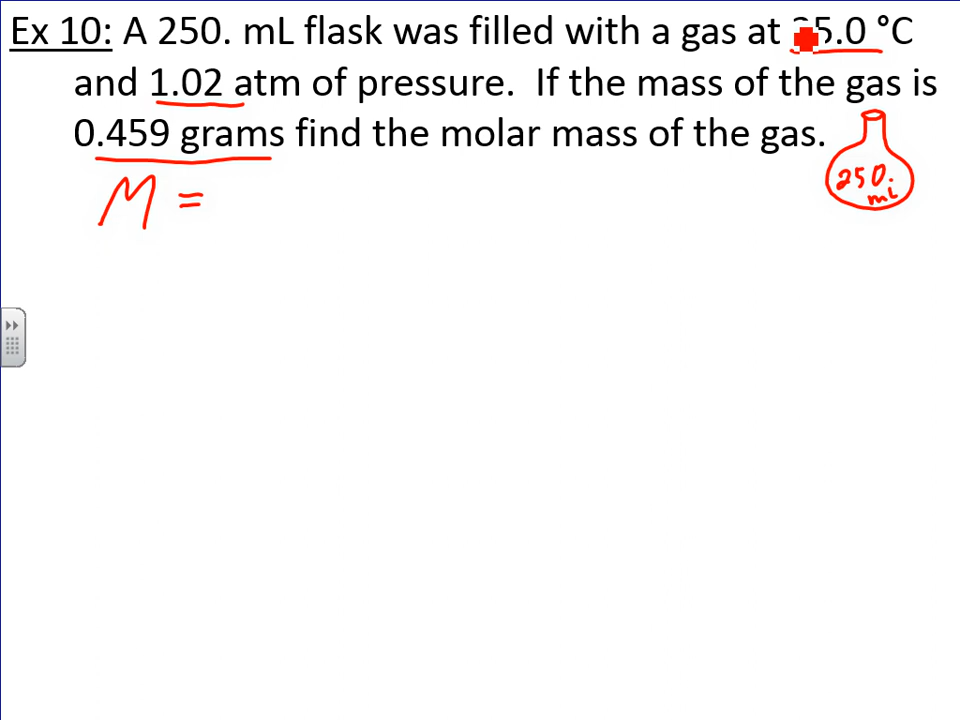 Ex 10: A 250. mL flask was filled with a gas at 5.0 °C
and 1.02 atm of pressure. If the mass of the gas is
0.459 grams find the molar mass of the gas.
250.
mL
M =